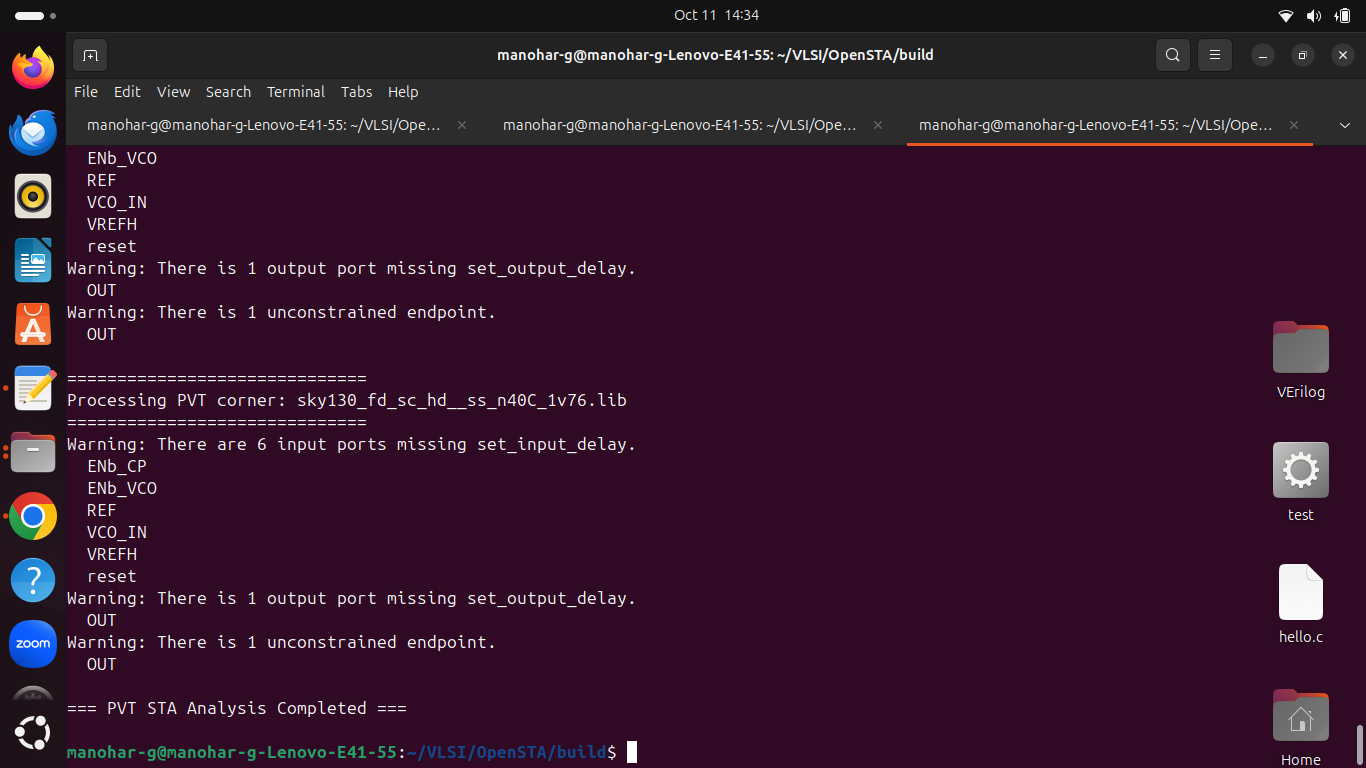 Oct 11 14:34
manohar-g@manohar-g-Lenovo-E41-55: ~/VLSI/OpenSTA/build
File Edit View Search Terminal Tabs Help
manohar-g@manohar-g-Lenovo-E41-55: ~/VLSI/Ope... manohar-g@manohar-g-Lenovo-E41-55: ~/VLSI/Ope... manohar-g@manohar-g-Lenovo-E41-55: ~/VLSI/Ope...
ENb_VCO
REF
VCO_IN
VREFH
reset
Warning: There is 1 output port missing set_output_delay.
OUT
Warning: There is 1 unconstrained endpoint.
OUT
==============================
Processing PVT corner: sky130_fd_sc_hd__ss_n40C_1v76.lib
==============================
Warning: There are 6 input ports missing set_input_delay.
ENb_CP
ENb_VCO
REF
VCO_IN
VREFH
reset
Warning: There is 1 output port missing set_output_delay.
OUT
Warning: There is 1 unconstrained endpoint.
OUT
=== PVT STA Analysis Completed ===
manohar-g@manohar-g-Lenovo-E41-55:~/VLSI/OpenSTA/build$
VErilog
test
hello.c
Home
zoom